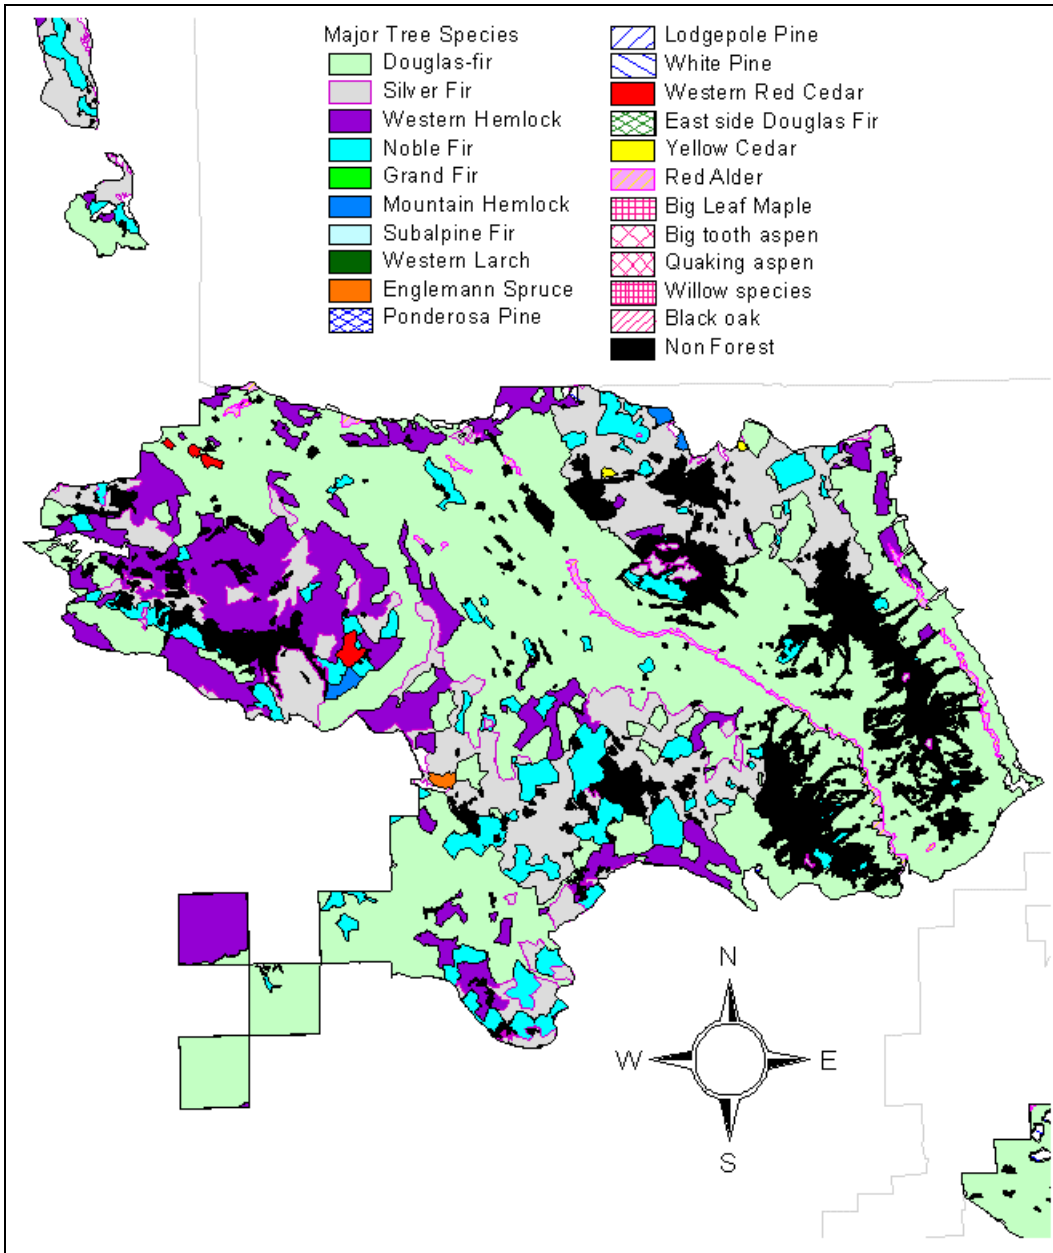 Major Tree Species
Douglas-fir
Silver Fir
Western Hemlock
Noble Fir
Grand Fir
Mountain Hemlock
Subalpine Fir
Western Larch
Englemann Spruce
Ponderosa Pine
Lodgepole Pine
White Pine
Western Red Cedar
East side Douglas Fir
Yellow Cedar
Red Alder
Big Leaf Maple
Big tooth aspen
Quaking aspen
Willow species
Black oak
Non Forest
N
W E
S